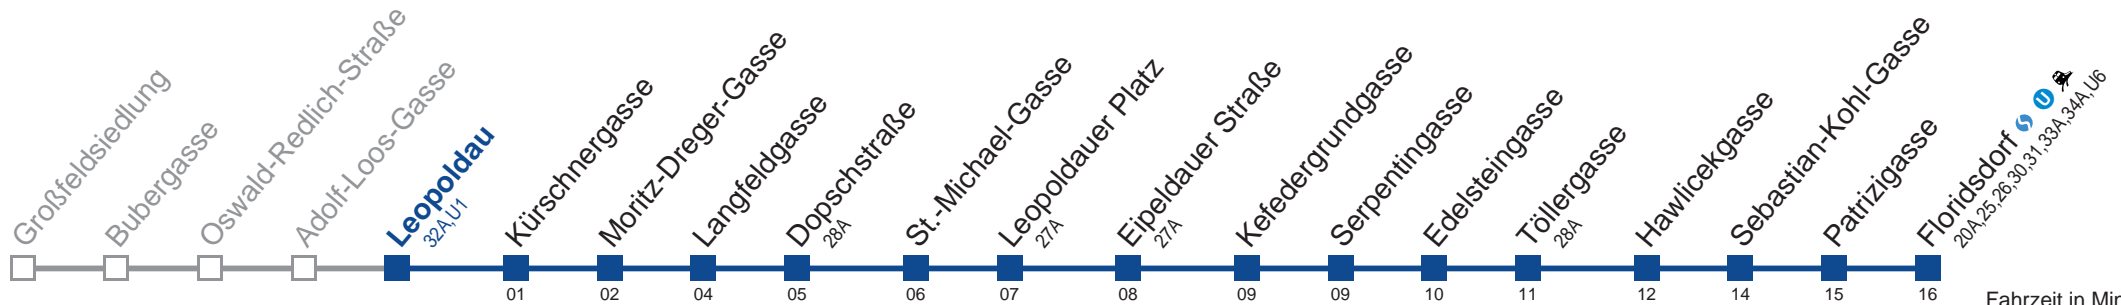 Großfeldsiedlung
Bubergasse
Oswald-Redlich-Straße
Adolf-Loos-Gasse
Leopoldau
32A,U1
Kürschnergasse
01
Moritz-Dreger-Gasse
02
Langfeldgasse
04
Dopschstraße
28A
05
St.-Michael-Gasse
06
Leopoldauer Platz
27A
07
Eipeldauer Straße
27A
08
Kefedergrundgasse
09
Serpentingasse
09
Edelsteingasse
10
Töllergasse
28A
11
Hawlicekgasse
12
Sebastian-Kohl-Gasse
14
Patrizigasse
15
Floridsdorf S U
20A,25,26,30,31,33A,34A,U6
16
Fahrzeit in Min